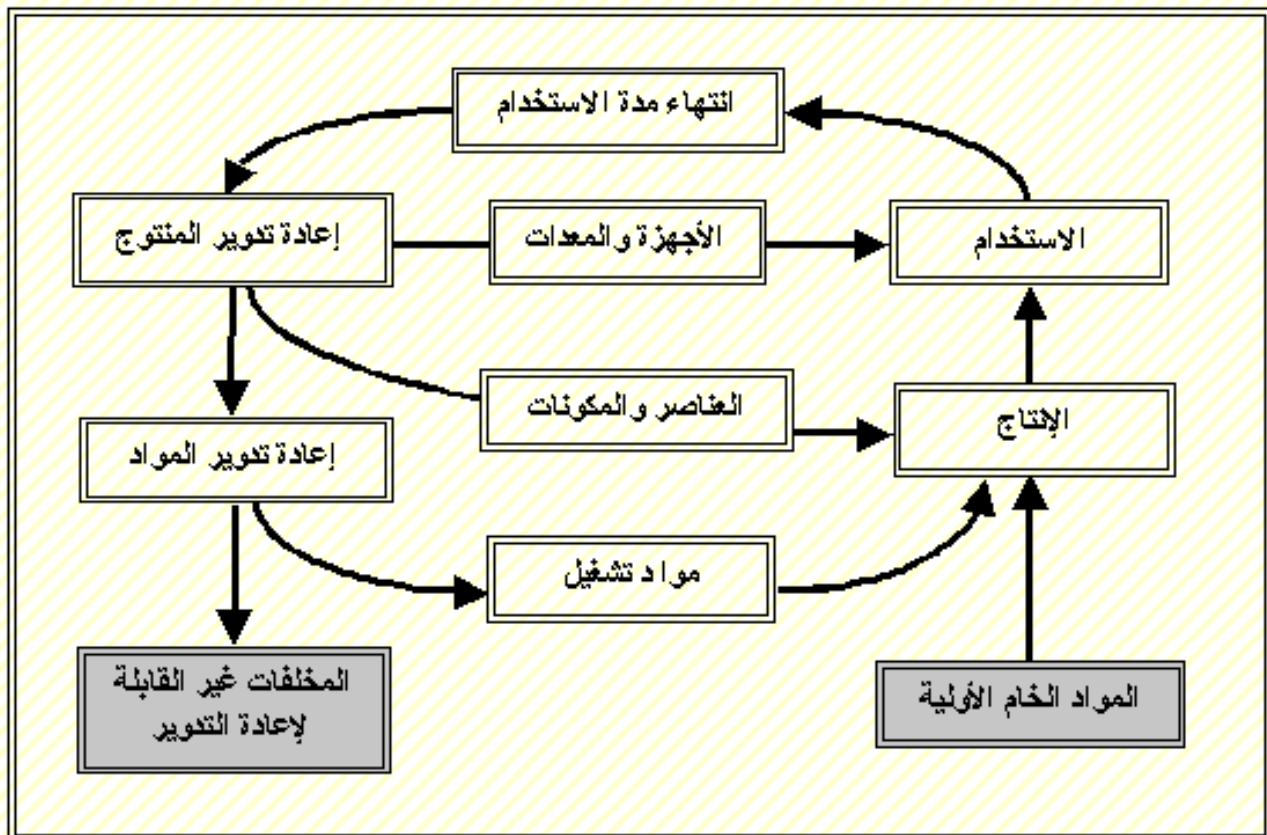 انتهاء مدة الاستخدام
الاستخدام
الأجهزة والمعدات
إعادة تدوير المنتوج
الإنتاج
العناصر والمكونات
إعادة تدوير المواد
مواد تشغيل
المواد الخام الأولية
المخلفات غير القابلة
لإعادة التدوير